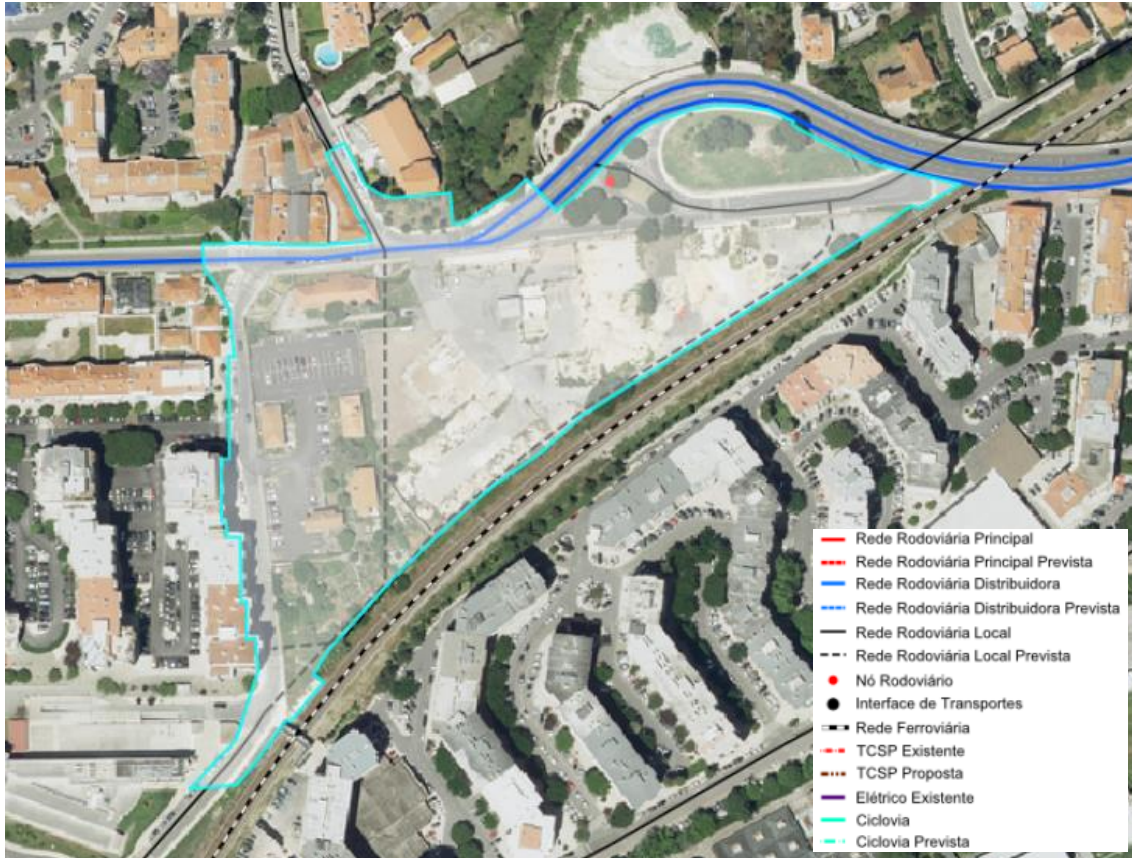 Rede Rodoviária Principal
Rede Rodoviária Principal Prevista
Rede Rodoviária Distribuidora
Rede Rodoviária Distribuidora Prevista
Rede Rodoviária Local
Rede Rodoviária Local Prevista
Nó Rodoviário
Interface de Transportes
Rede Ferroviária
TCSP Existente
TCSP Proposta
Elétrico Existente
Ciclovia
Ciclovia Prevista